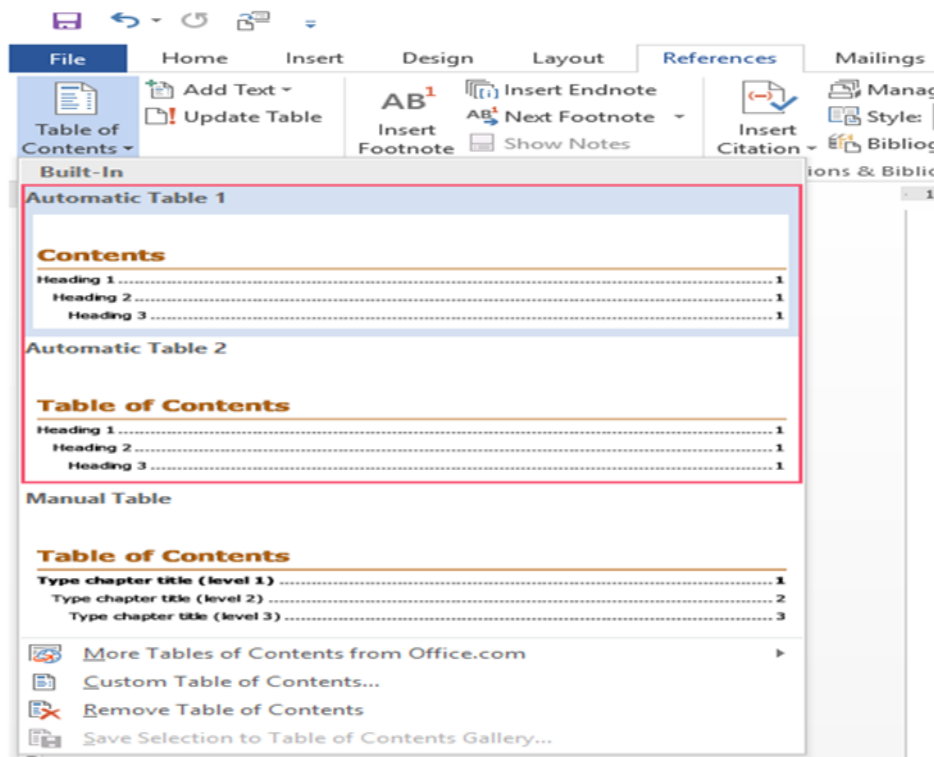 File Home Insert Design Layout References Mailings
Add Text
Update Table
Table of
Contents
AB1
Insert
Footnote
Insert Endnote
Next Footnote
Show Notes
Insert
Citation
Manag
Style:
Bibliog
ions & Biblio
1
Built-In
Automatic Table 1
Contents
Heading 1 ........ 1
Heading 2 ........ 1
Heading 3 ........ 1
Automatic Table 2
Table of Contents
Heading 1 ........ 1
Heading 2 ........ 1
Heading 3 ........ 1
Manual Table
Table of Contents
Type chapter title (level 1) ........ 1
Type chapter title (level 2) ........ 2
Type chapter title (level 3) ........ 3
More Tables of Contents from Office.com
Custom Table of Contents...
Remove Table of Contents
Save Selection to Table of Contents Gallery...